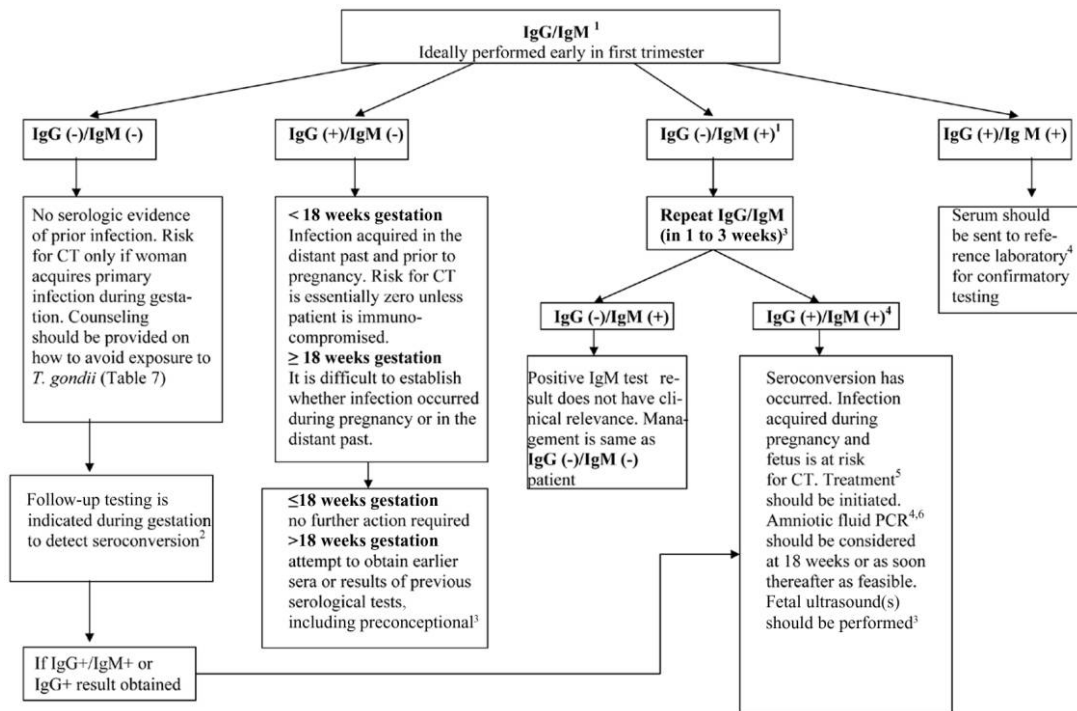 IgG/IgM 1
Ideally performed early in first trimester
IgG (-)/IgM (-)
IgG (+)/IgM (-)
IgG (-)/IgM (+)1
IgG (+)/Ig M (+)
No serologic evidence
of prior infection. Risk
for CT only if woman
acquires primary
infection during gesta-
tion. Counseling
should be provided on
how to avoid exposure to
T. gondii (Table 7)
Follow-up testing is
indicated during gestation
to detect seroconversion2
If IgG+/IgM+ or
IgG+ result obtained
< 18 weeks gestation
Infection acquired in the
distant past and prior to
pregnancy. Risk for CT
is essentially zero unless
patient is immuno-
compromised.
≥ 18 weeks gestation
It is difficult to establish
whether infection occurred
during pregnancy or in the
distant past.
≤18 weeks gestation
no further action required
>18 weeks gestation
attempt to obtain earlier
sera or results of previous
serological tests,
including preconceptional3
Repeat IgG/IgM
(in 1 to 3 weeks)3
IgG (-)/IgM (+)
Positive IgM test re-
sult does not have cli-
nical relevance. Mana-
gement is same as
IgG (-)/IgM (-)
patient
IgG (+)/IgM (+)4
Seroconversion has
occurred. Infection
acquired during
pregnancy and
fetus is at risk
for CT. Treatment5
should be initiated.
Amniotic fluid PCR4,6
should be considered
at 18 weeks or as soon
thereafter as feasible.
Fetal ultrasound(s)
should be performed3
Serum should
be sent to refe-
rence laboratory4
for confirmatory
testing